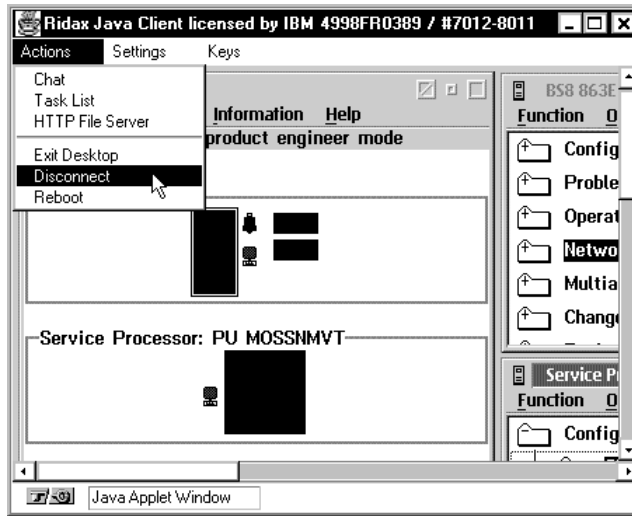 Ridax Java Client licensed by IBM 4998FR0389 / #7012-8011
Actions Settings Keys
Chat
Task List
HTTP File Server
Exit Desktop
Disconnect
Reboot
Information Help
product engineer mode
Service Processor: PU MOSSNMVT
BS8 863E
Function O
Config
Proble
Operat
Netwo
Multia
Chang
Service P
Function O
Config
Java Applet Window